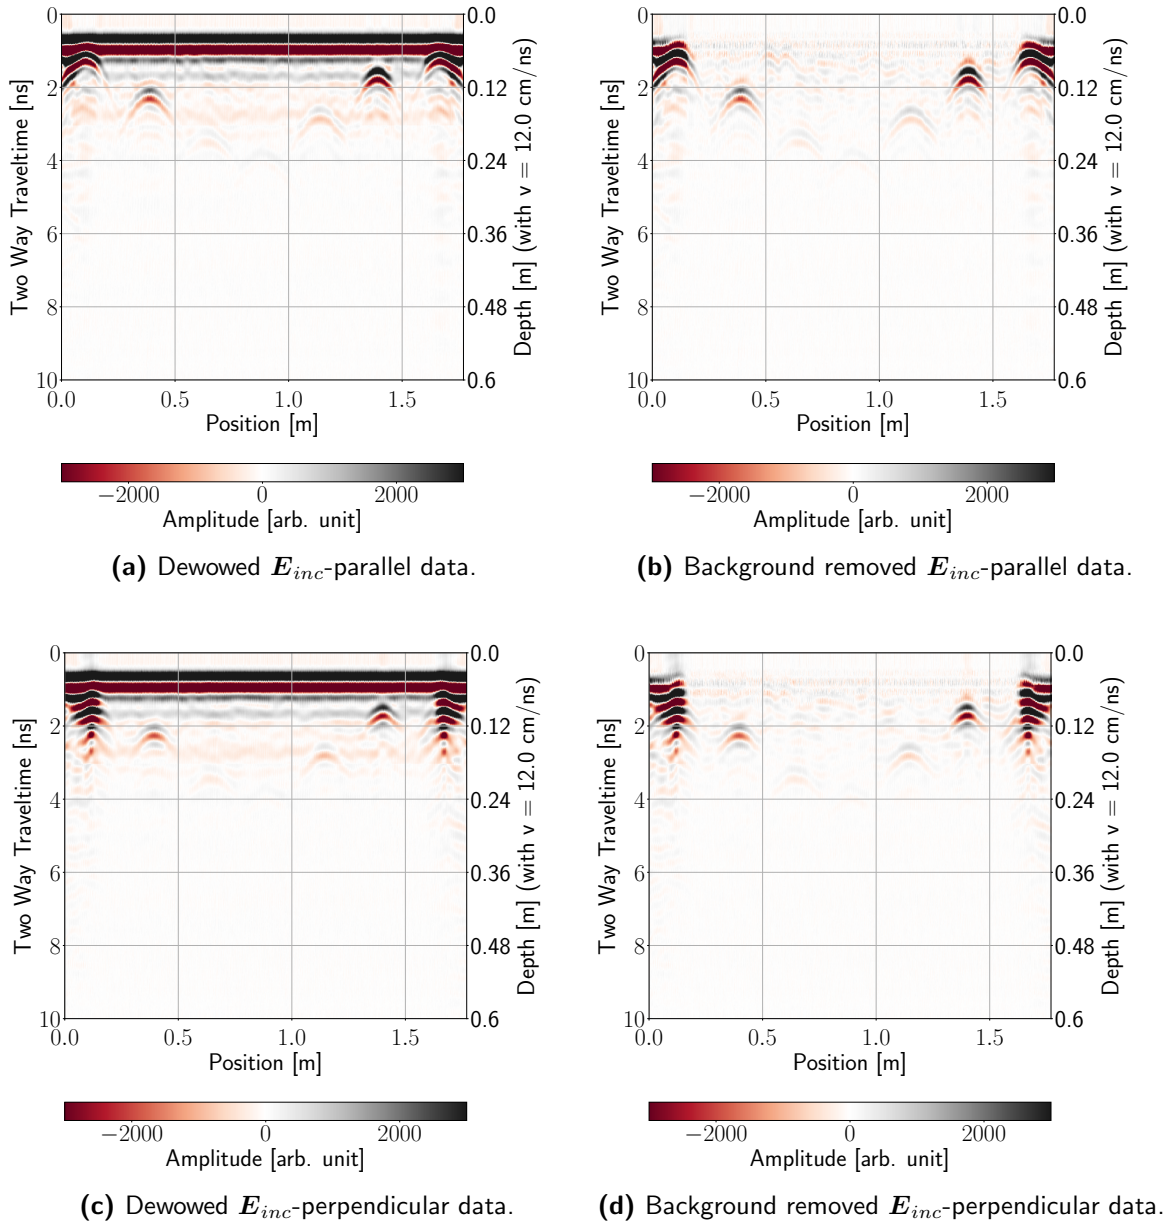 0
2
4
6
8
10
Two Way Traveltime [ns]
0.0
0.12
0.24
0.36
0.48
0.6
Depth [m] (with v = 12.0 cm/ns)
0.0 0.5 1.0 1.5
Position [m]
−2000 0 2000
Amplitude [arb. unit]
(a) Dewowed E_inc-parallel data.
0
2
4
6
8
10
Two Way Traveltime [ns]
0.0
0.12
0.24
0.36
0.48
0.6
Depth [m] (with v = 12.0 cm/ns)
0.0 0.5 1.0 1.5
Position [m]
−2000 0 2000
Amplitude [arb. unit]
(b) Background removed E_inc-parallel data.
0
2
4
6
8
10
Two Way Traveltime [ns]
0.0
0.12
0.24
0.36
0.48
0.6
Depth [m] (with v = 12.0 cm/ns)
0.0 0.5 1.0 1.5
Position [m]
−2000 0 2000
Amplitude [arb. unit]
(c) Dewowed E_inc-perpendicular data.
0
2
4
6
8
10
Two Way Traveltime [ns]
0.0
0.12
0.24
0.36
0.48
0.6
Depth [m] (with v = 12.0 cm/ns)
0.0 0.5 1.0 1.5
Position [m]
−2000 0 2000
Amplitude [arb. unit]
(d) Background removed E_inc-perpendicular data.